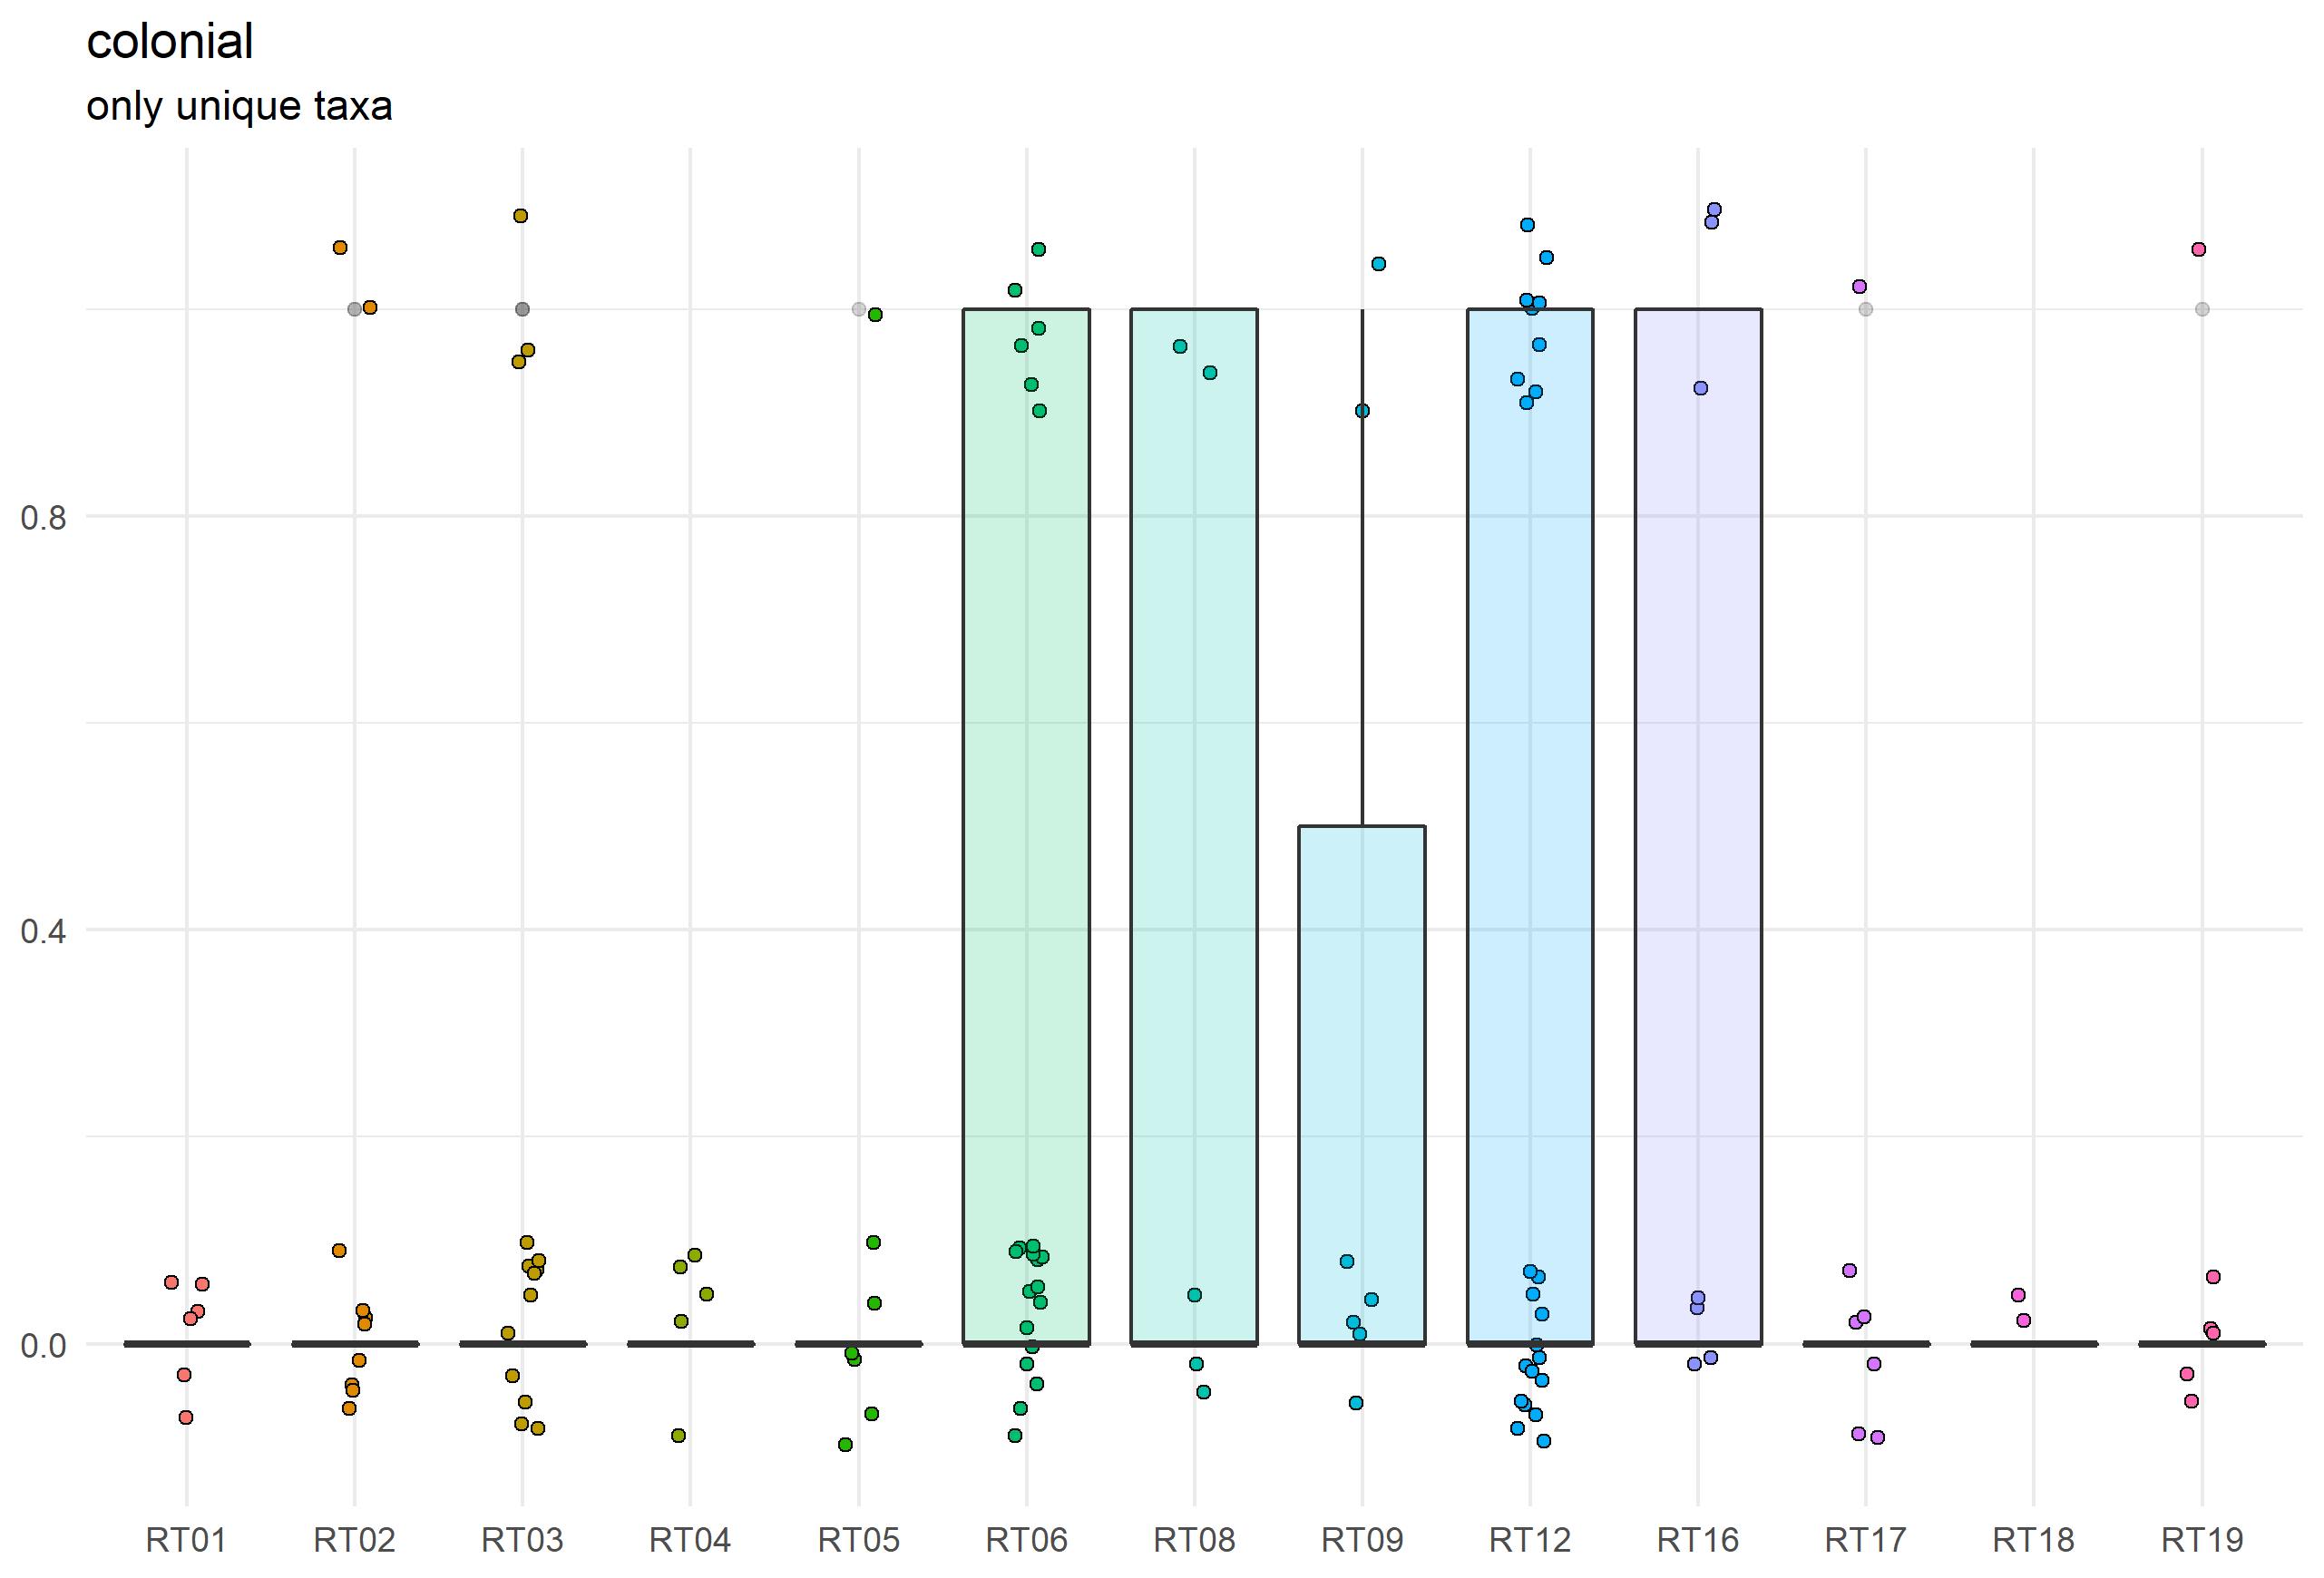 colonial
only unique taxa
0.8
0.4
0.0
RT01 RT02 RT03 RT04 RT05 RT06 RT08 RT09 RT12 RT16 RT17 RT18 RT19